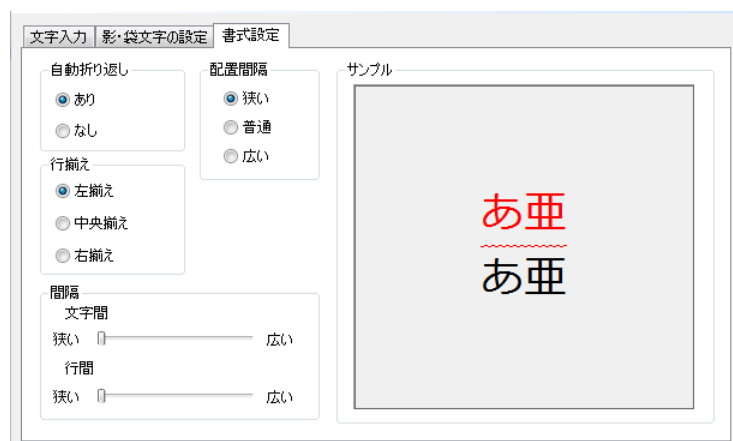 文字入力 影・袋文字の設定 書式設定
自動折り返し
あり
なし
行揃え
左揃え
中央揃え
右揃え
配置間隔
狭い
普通
広い
間隔
文字間
狭い 広い
行間
狭い 広い
サンプル
あ亜
あ亜